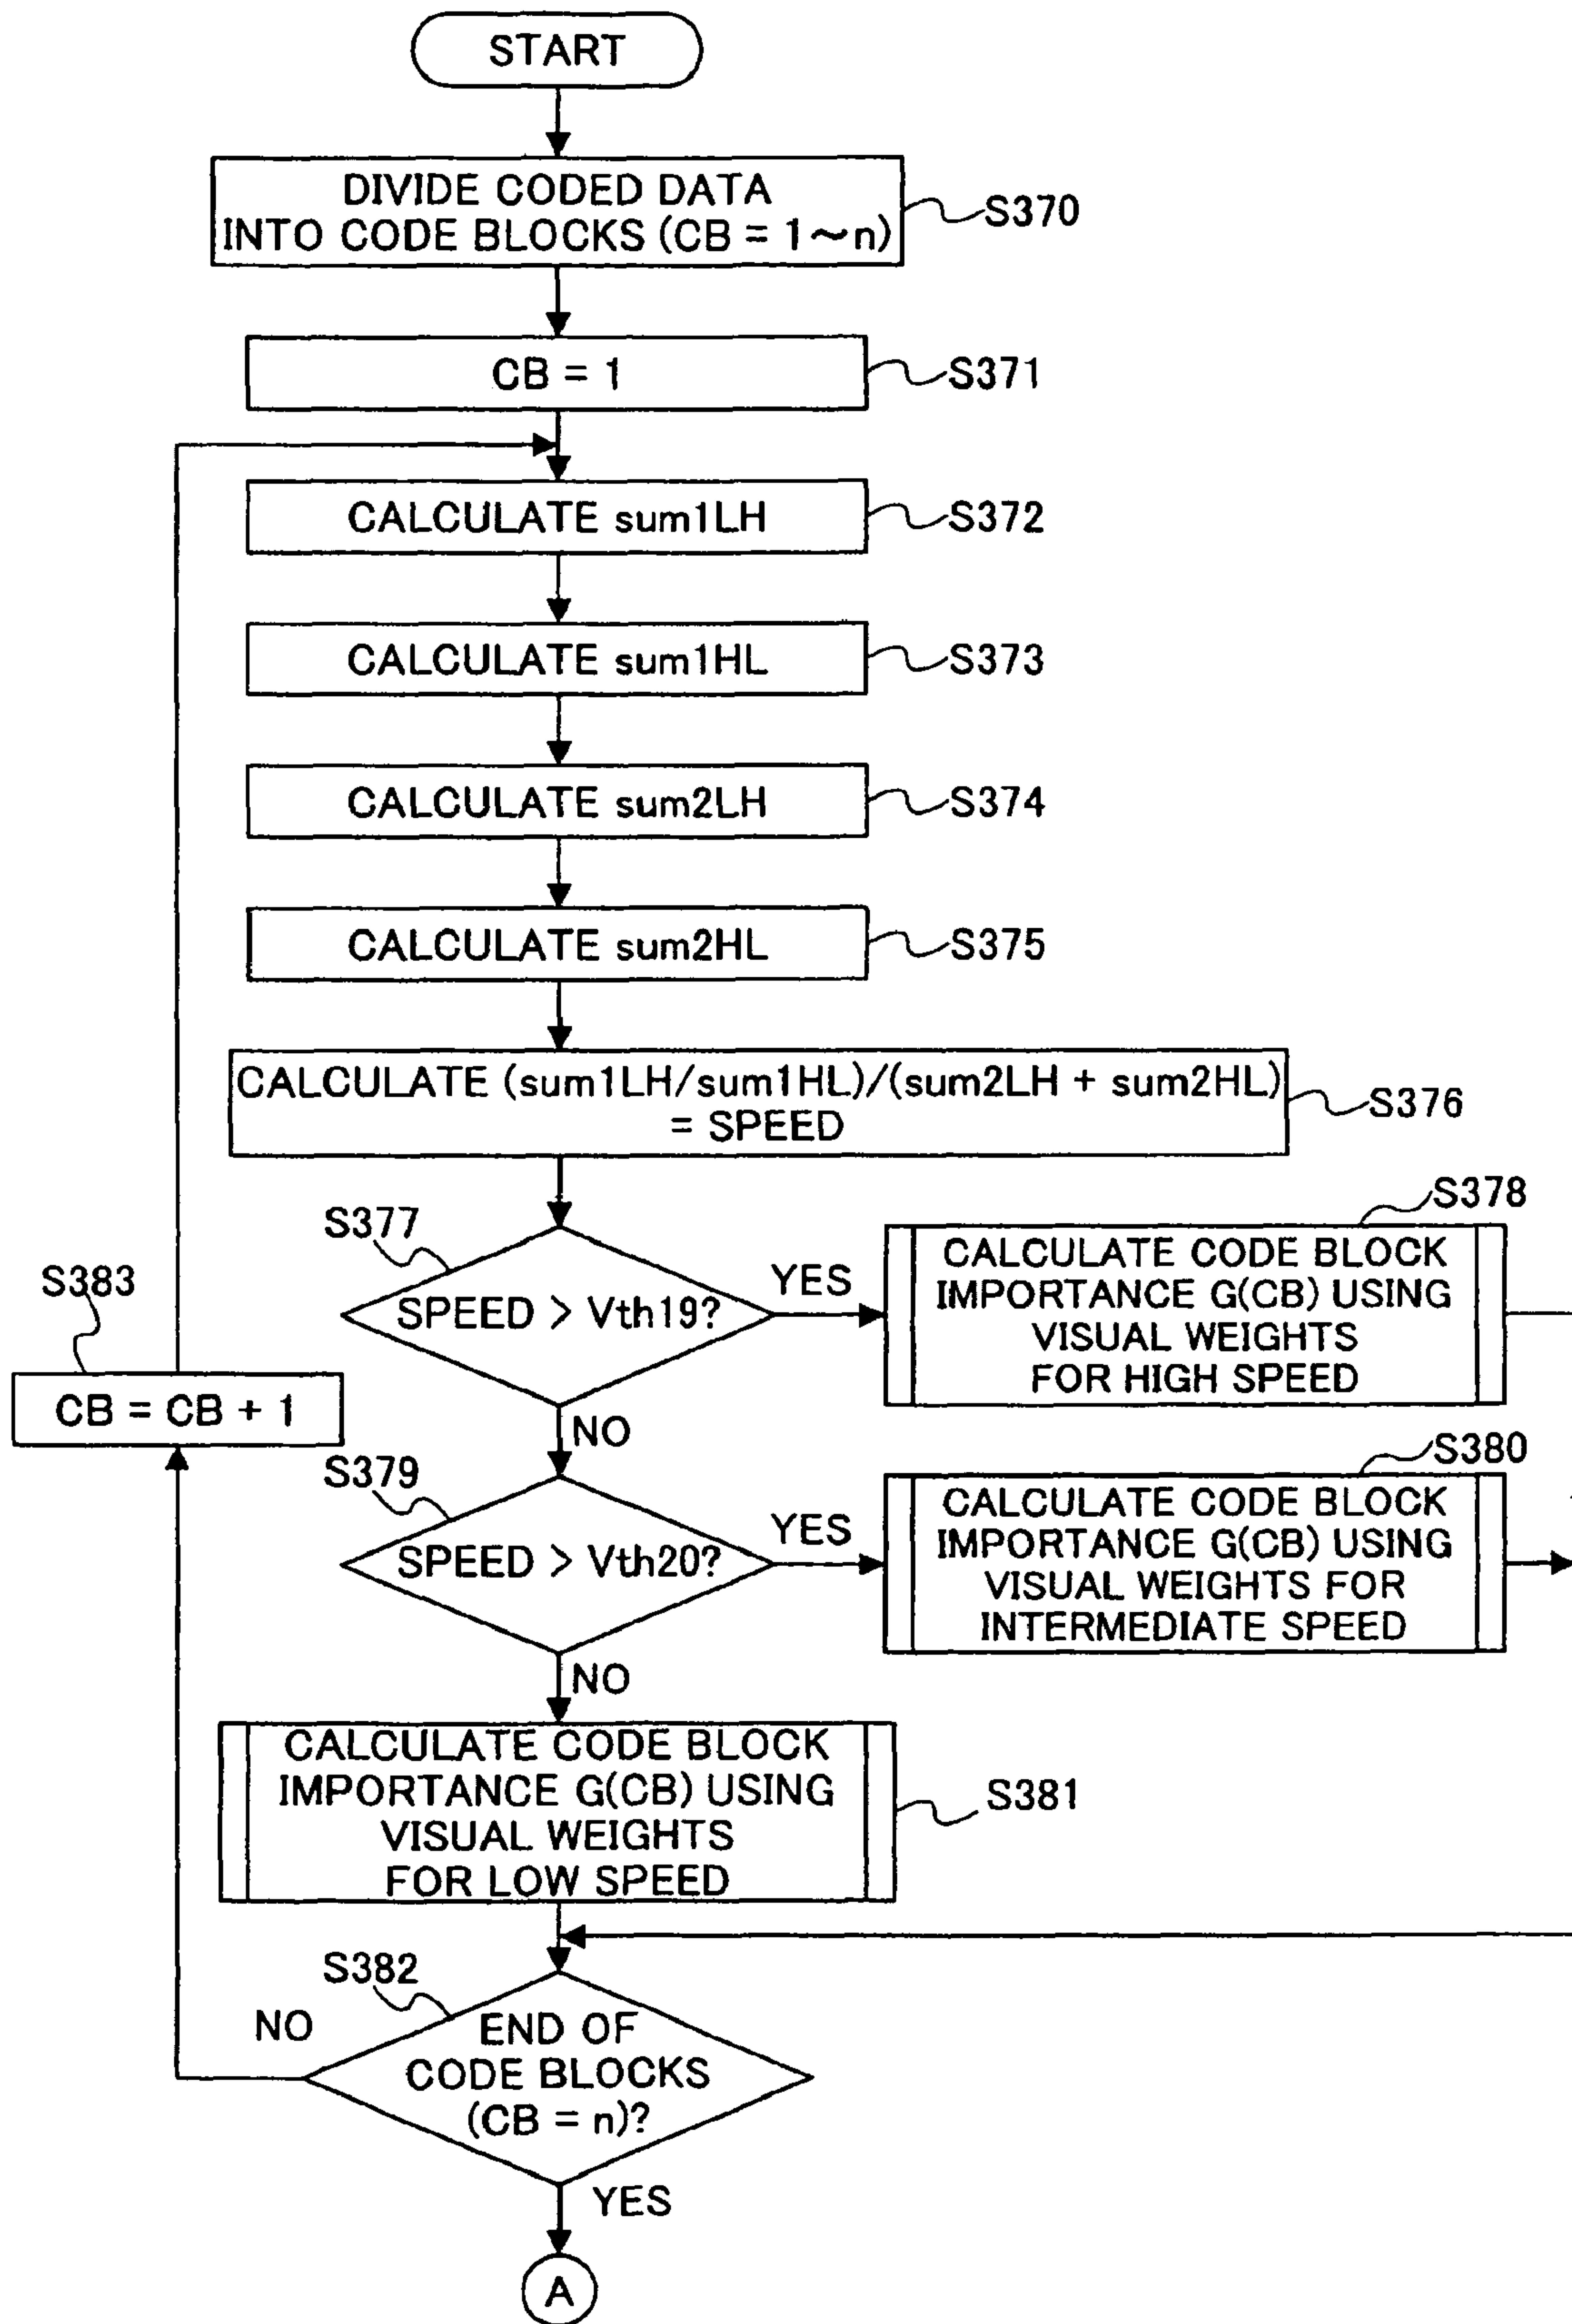 START
DIVIDE CODED DATA
INTO CODE BLOCKS (CB = 1~n)
S370
CB = 1
S371
CALCULATE sum1LH
S372
CALCULATE sum1HL
S373
CALCULATE sum2LH
S374
CALCULATE sum2HL
S375
CALCULATE (sum1LH/sum1HL)/(sum2LH + sum2HL)
= SPEED
S376
S377
SPEED > Vth19?
YES
NO
S378
CALCULATE CODE BLOCK
IMPORTANCE G(CB) USING
VISUAL WEIGHTS
FOR HIGH SPEED
S383
CB = CB + 1
S379
SPEED > Vth20?
YES
NO
S380
CALCULATE CODE BLOCK
IMPORTANCE G(CB) USING
VISUAL WEIGHTS FOR
INTERMEDIATE SPEED
CALCULATE CODE BLOCK
IMPORTANCE G(CB) USING
VISUAL WEIGHTS
FOR LOW SPEED
S381
S382
NO
END OF
CODE BLOCKS
(CB = n)?
YES
A